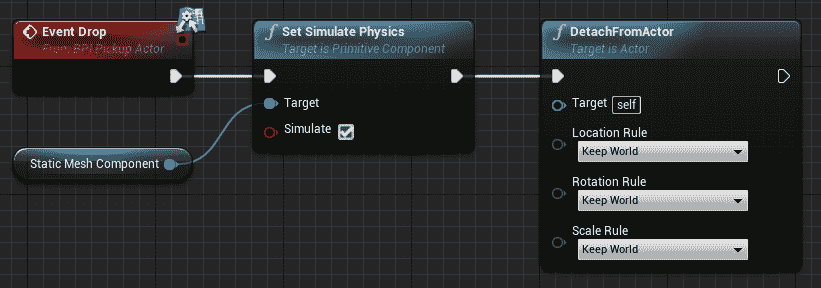 Event Drop
From BPI Pickup Actor
Static Mesh Component
Set Simulate Physics
Target is Primitive Component
Target
Simulate
DetachFromActor
Target is Actor
Target self
Location Rule
Keep World
Rotation Rule
Keep World
Scale Rule
Keep World